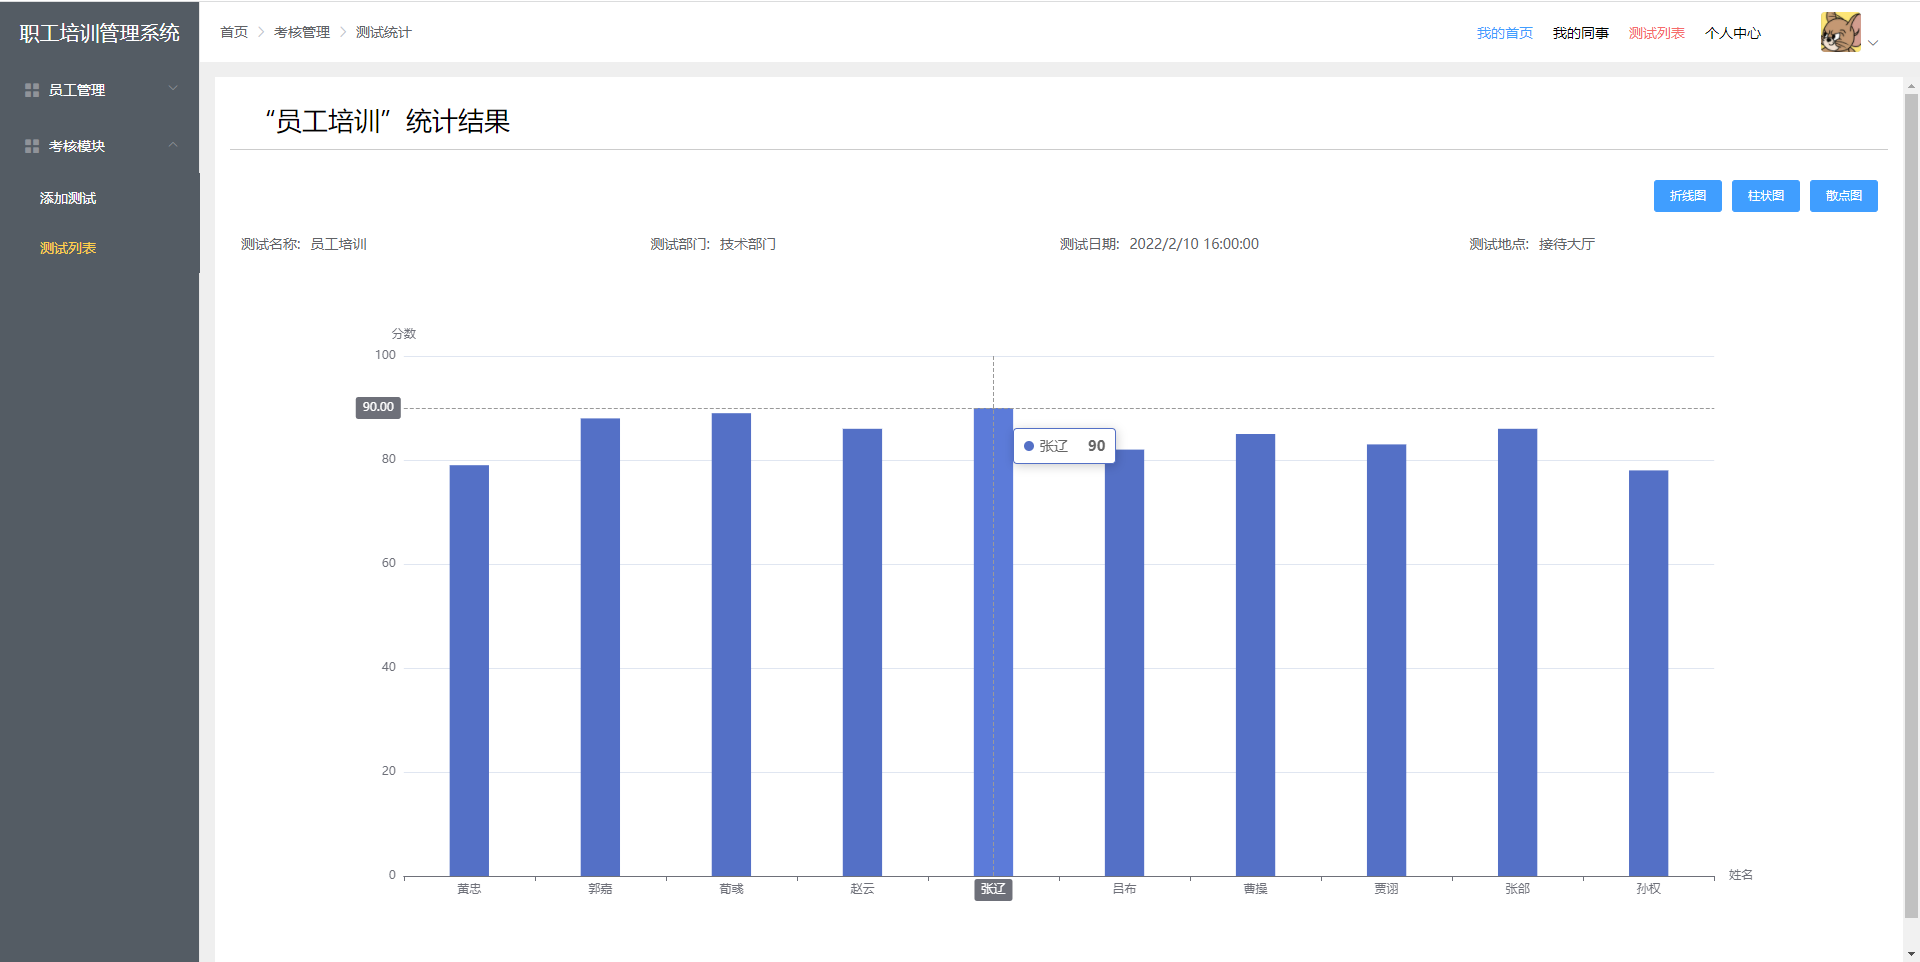 职工培训管理系统
首页 > 考核管理 > 测试统计
我的首页 我的同事 测试列表 个人中心
员工管理
考核模块
添加测试
测试列表
“员工培训”统计结果
折线图 柱状图 散点图
测试名称: 员工培训 测试部门: 技术部门 测试日期: 2022/2/10 16:00:00 测试地点: 接待大厅
分数
100
90.00
张辽 90
80
60
40
20
0
黄忠 郭嘉 荀彧 赵云 张辽 吕布 曹操 贾诩 张郃 孙权
姓名